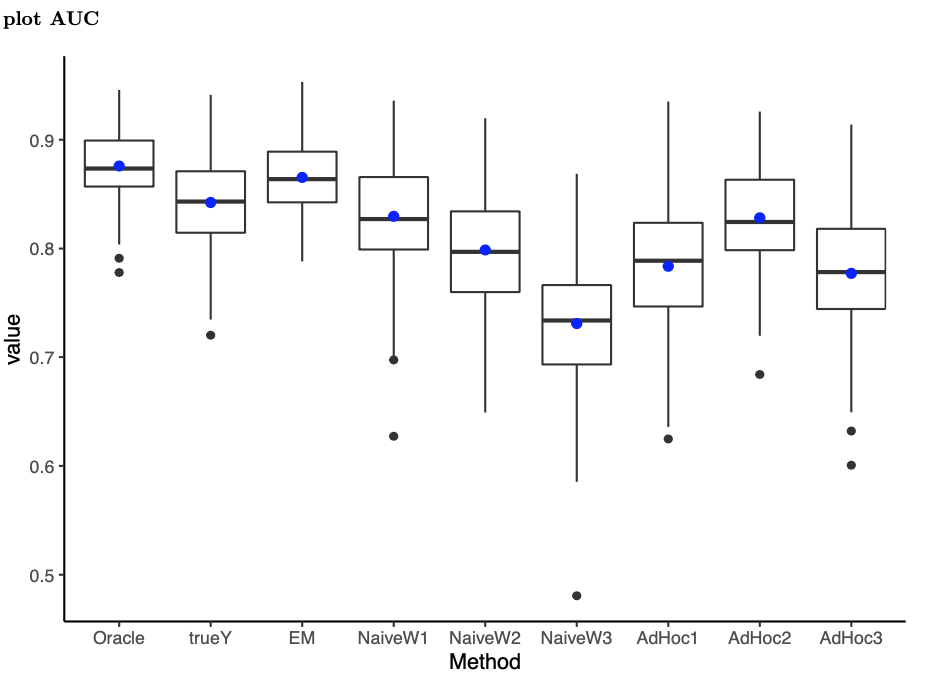 plot AUC
0.9
0.8
0.7
0.6
0.5
value
Oracle trueY EM NaiveW1 NaiveW2 NaiveW3 AdHoc1 AdHoc2 AdHoc3
Method